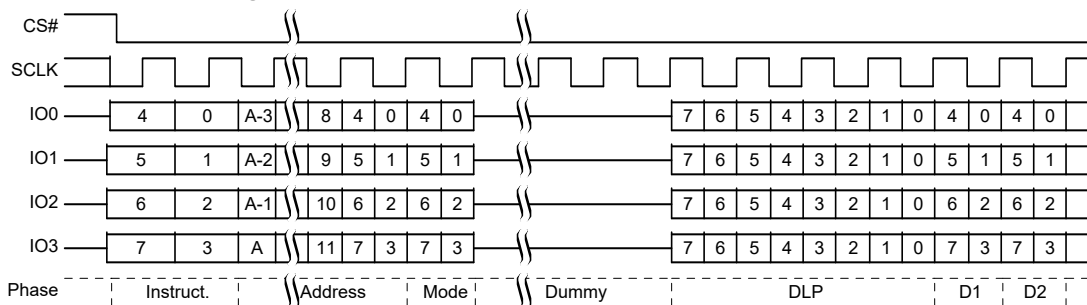 CS#
SCLK
IO0 4 0 A-3 8 4 0 4 0 7 6 5 4 3 2 1 0 4 0 4 0
IO1 5 1 A-2 9 5 1 5 1 7 6 5 4 3 2 1 0 5 1 5 1
IO2 6 2 A-1 10 6 2 6 2 7 6 5 4 3 2 1 0 6 2 6 2
IO3 7 3 A 11 7 3 7 3 7 6 5 4 3 2 1 0 7 3 7 3
Phase Instruct. Address Mode Dummy DLP D1 D2